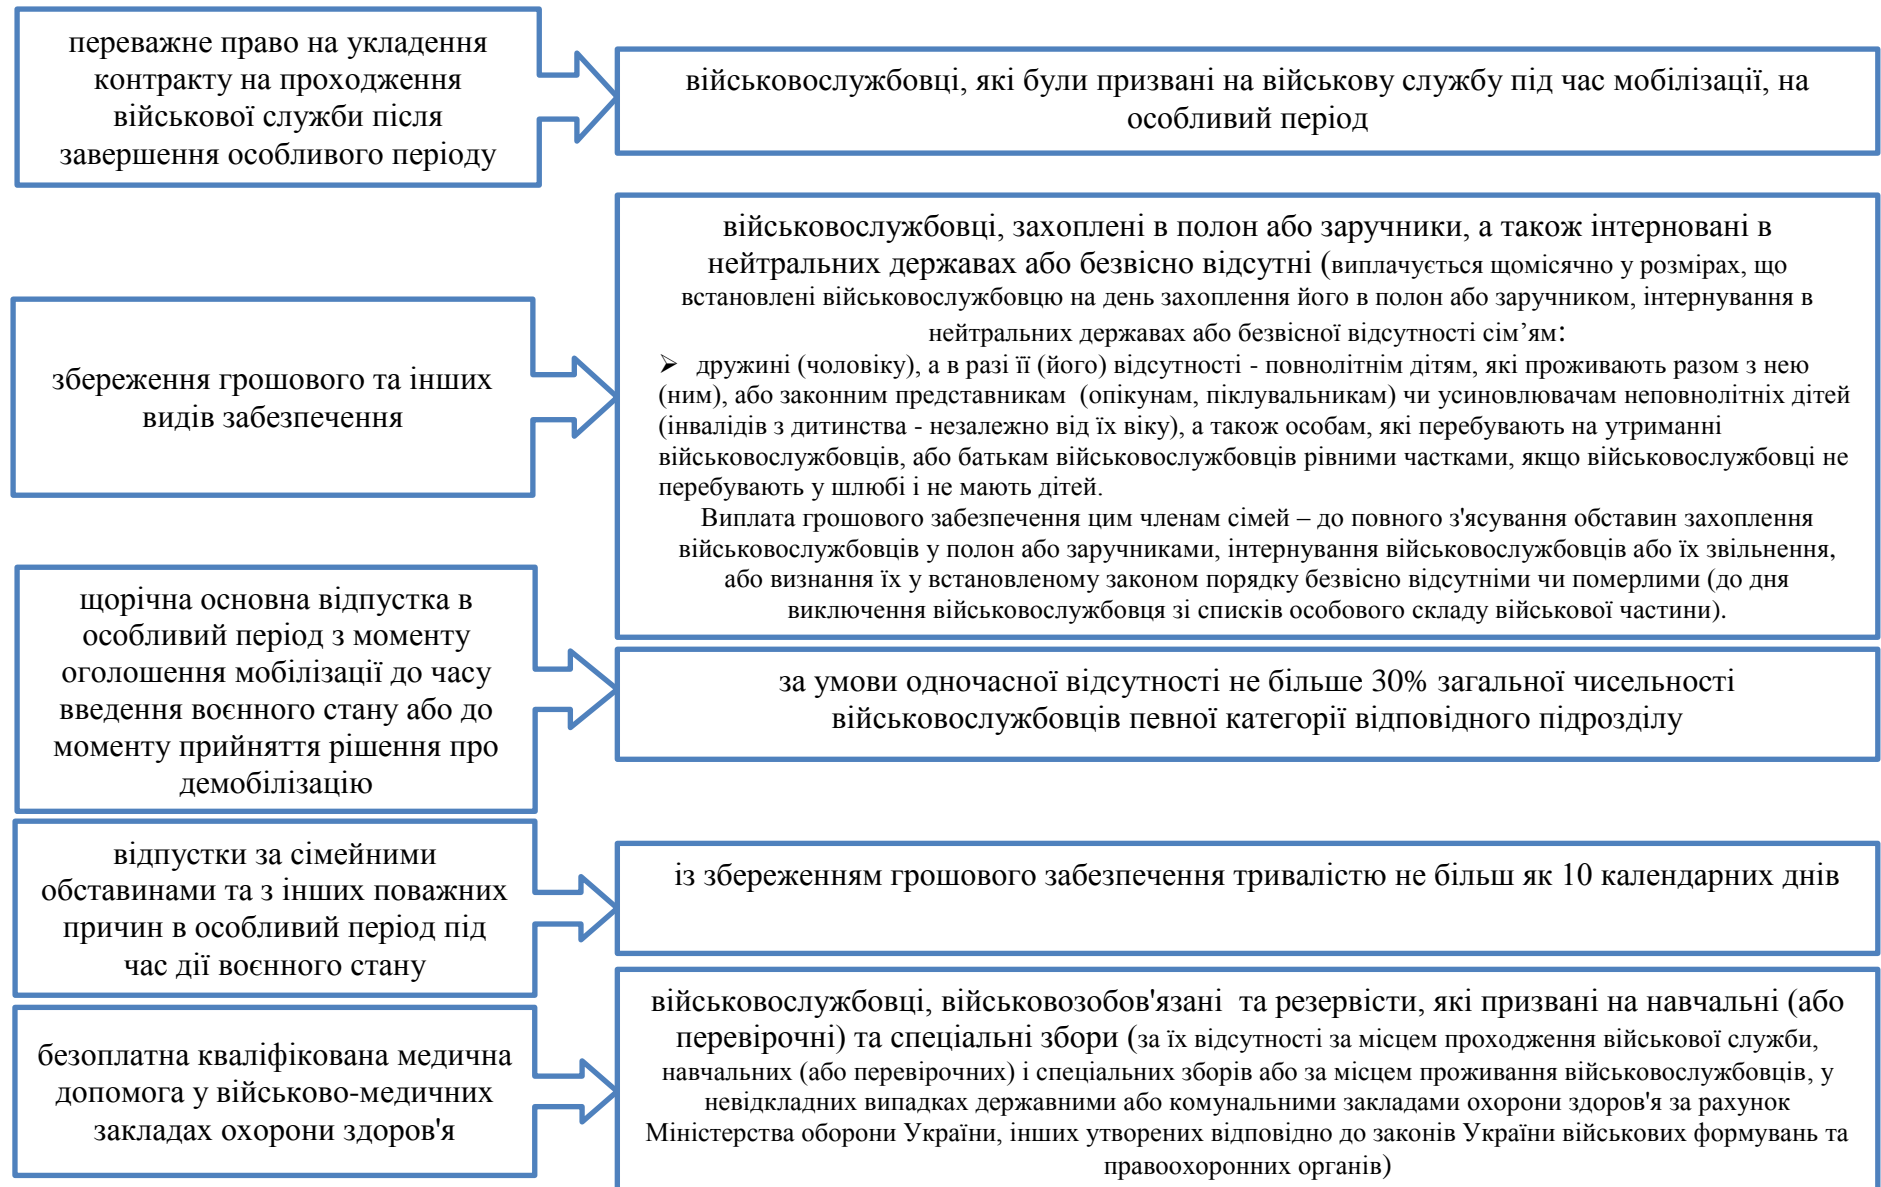 переважне право на укладення
контракту на проходження
військової служби після
завершення особливого періоду
військовослужбовці, які були призвані на військову службу під час мобілізації, на
особливий період
збереження грошового та інших
видів забезпечення
військовослужбовці, захоплені в полон або заручники, а також інтерновані в
нейтральних державах або безвісно відсутні (виплачується щомісячно у розмірах, що
встановлені військовослужбовцю на день захоплення його в полон або заручником, інтернування в
нейтральних державах або безвісної відсутності сім’ям:
➢ дружині (чоловіку), а в разі її (його) відсутності - повнолітнім дітям, які проживають разом з нею
(ним), або законним представникам (опікунам, піклувальникам) чи усиновлювачам неповнолітніх дітей
(інвалідів з дитинства - незалежно від їх віку), а також особам, які перебувають на утриманні
військовослужбовців, або батькам військовослужбовців рівними частками, якщо військовослужбовці не
перебувають у шлюбі і не мають дітей.
Виплата грошового забезпечення цим членам сімей – до повного з'ясування обставин захоплення
військовослужбовців у полон або заручниками, інтернування військовослужбовців або їх звільнення,
або визнання їх у встановленому законом порядку безвісно відсутніми чи померлими (до дня
виключення військовослужбовця зі списків особового складу військової частини).
щорічна основна відпустка в
особливий період з моменту
оголошення мобілізації до часу
введення воєнного стану або до
моменту прийняття рішення про
демобілізацію
за умови одночасної відсутності не більше 30% загальної чисельності
військовослужбовців певної категорії відповідного підрозділу
відпустки за сімейними
обставинами та з інших поважних
причин в особливий період під
час дії воєнного стану
із збереженням грошового забезпечення тривалістю не більш як 10 календарних днів
безоплатна кваліфікована медична
допомога у військово-медичних
закладах охорони здоров'я
військовослужбовці, військовозобов'язані та резервісти, які призвані на навчальні (або
перевірочні) та спеціальні збори (за їх відсутності за місцем проходження військової служби,
навчальних (або перевірочних) і спеціальних зборів або за місцем проживання військовослужбовців, у
невідкладних випадках державними або комунальними закладами охорони здоров'я за рахунок
Міністерства оборони України, інших утворених відповідно до законів України військових формувань та
правоохоронних органів)